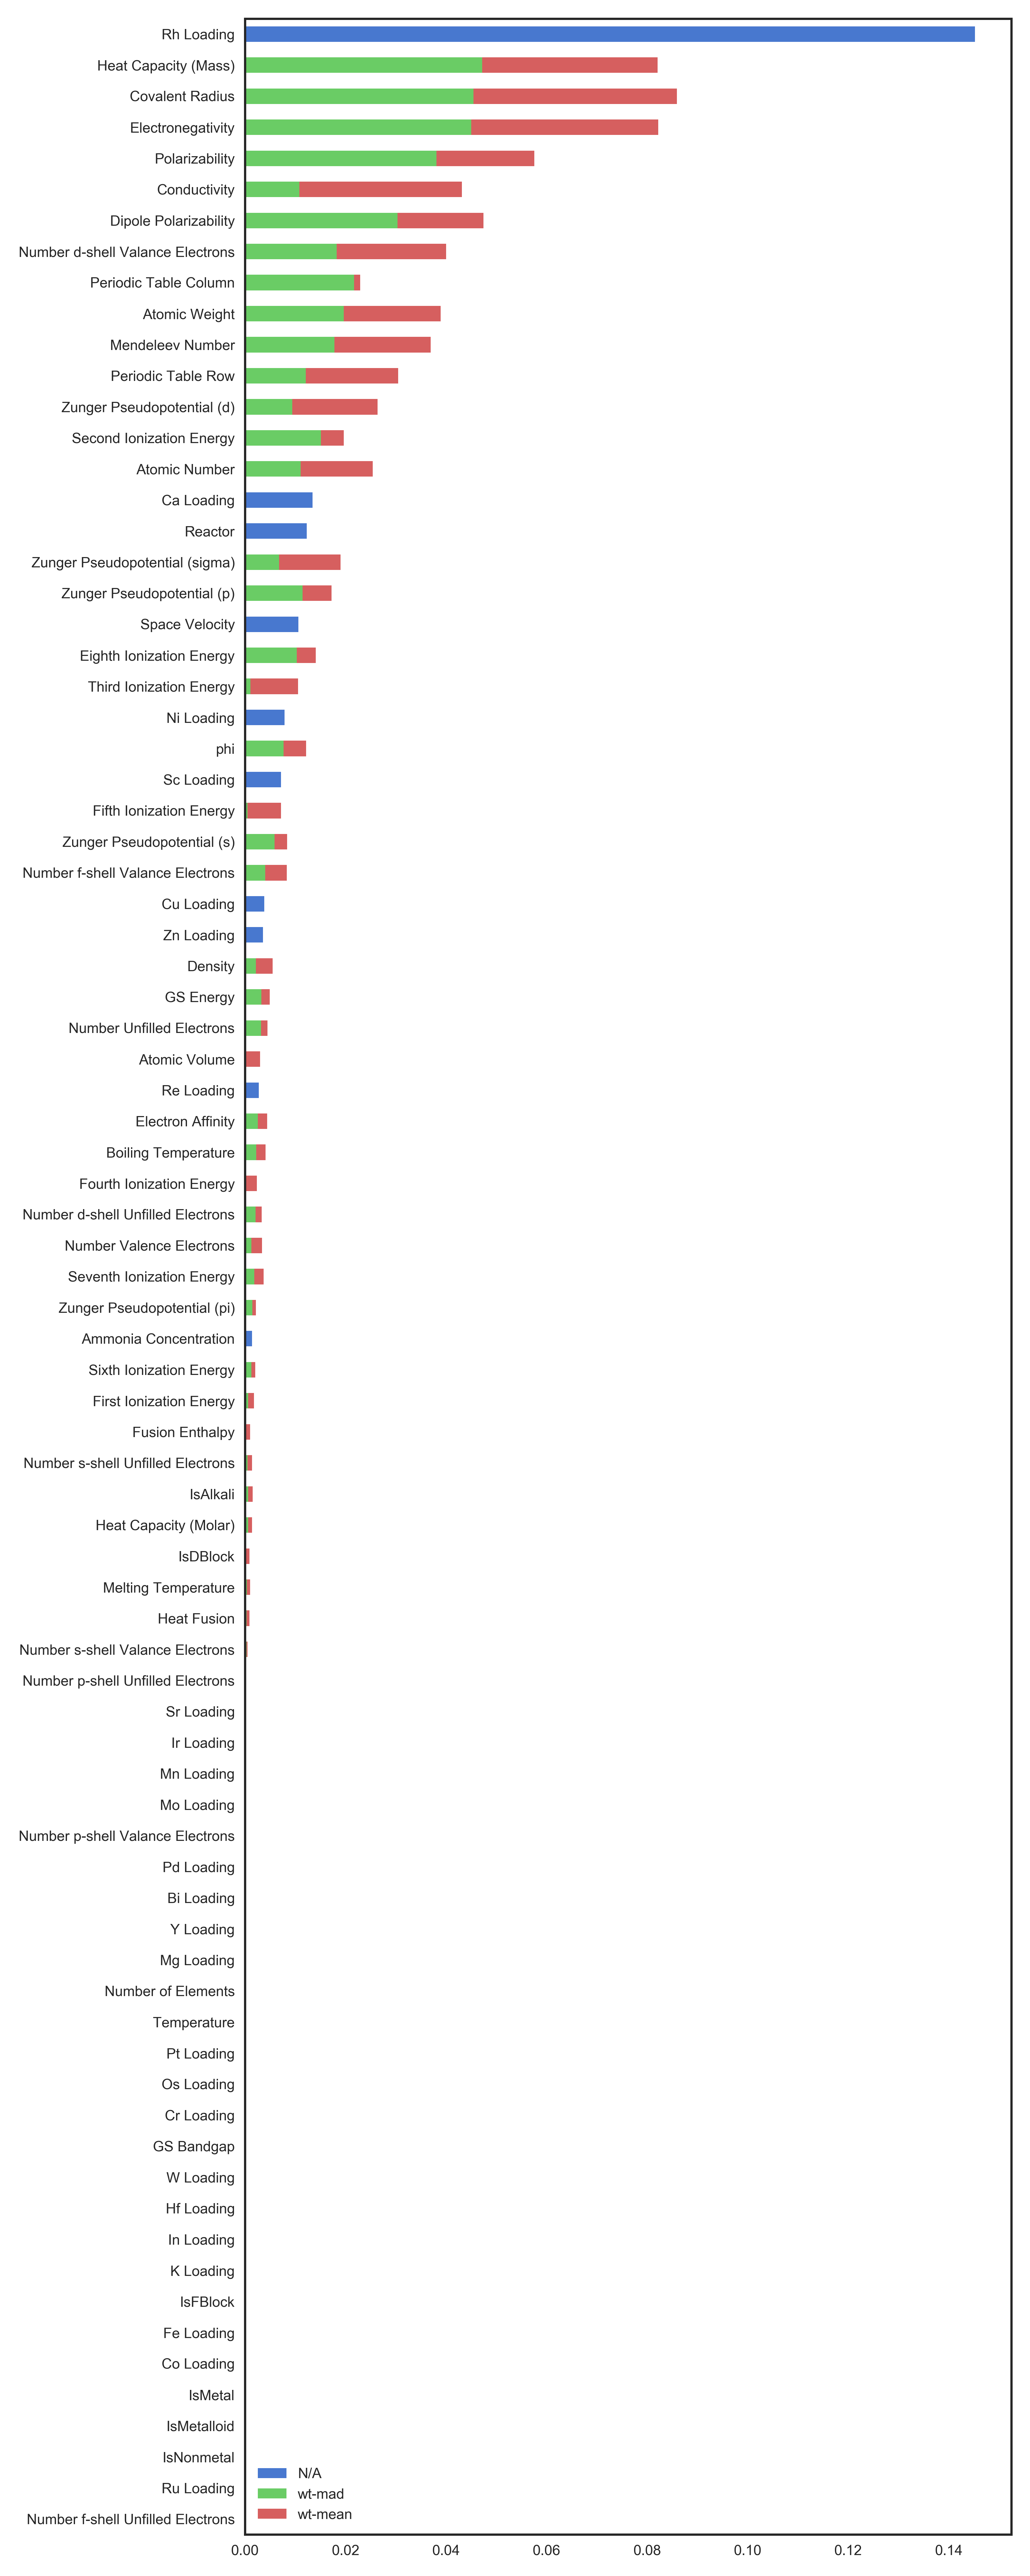 Rh Loading
Heat Capacity (Mass)
Covalent Radius
Electronegativity
Polarizability
Conductivity
Dipole Polarizability
Number d-shell Valance Electrons
Periodic Table Column
Atomic Weight
Mendeleev Number
Periodic Table Row
Zunger Pseudopotential (d)
Second Ionization Energy
Atomic Number
Ca Loading
Reactor
Zunger Pseudopotential (sigma)
Zunger Pseudopotential (p)
Space Velocity
Eighth Ionization Energy
Third Ionization Energy
Ni Loading
phi
Sc Loading
Fifth Ionization Energy
Zunger Pseudopotential (s)
Number f-shell Valance Electrons
Cu Loading
Zn Loading
Density
GS Energy
Number Unfilled Electrons
Atomic Volume
Re Loading
Electron Affinity
Boiling Temperature
Fourth Ionization Energy
Number d-shell Unfilled Electrons
Number Valence Electrons
Seventh Ionization Energy
Zunger Pseudopotential (pi)
Ammonia Concentration
Sixth Ionization Energy
First Ionization Energy
Fusion Enthalpy
Number s-shell Unfilled Electrons
IsAlkali
Heat Capacity (Molar)
IsDBlock
Melting Temperature
Heat Fusion
Number s-shell Valance Electrons
Number p-shell Unfilled Electrons
Sr Loading
Ir Loading
Mn Loading
Mo Loading
Number p-shell Valance Electrons
Pd Loading
Bi Loading
Y Loading
Mg Loading
Number of Elements
Temperature
Pt Loading
Os Loading
Cr Loading
GS Bandgap
W Loading
Hf Loading
In Loading
K Loading
IsFBlock
Fe Loading
Co Loading
IsMetal
IsMetalloid
IsNonmetal
Ru Loading
Number f-shell Unfilled Electrons
N/A
wt-mad
wt-mean
0.00 0.02 0.04 0.06 0.08 0.10 0.12 0.14